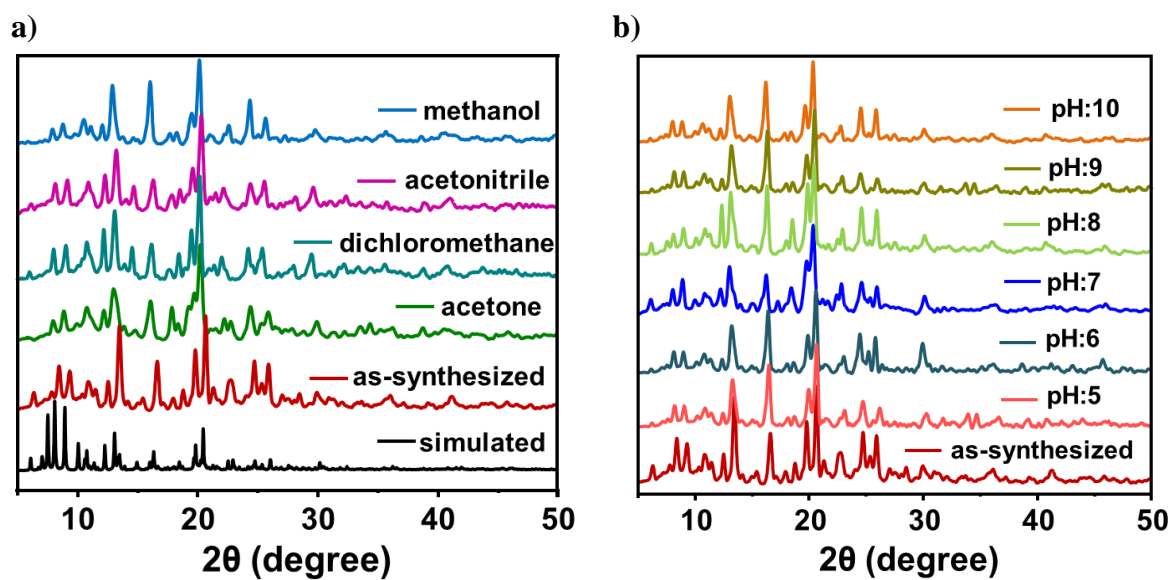 a)
methanol
acetonitrile
dichloromethane
acetone
as-synthesized
simulated
10 20 30 40 50
2θ (degree)
b)
pH:10
pH:9
pH:8
pH:7
pH:6
pH:5
as-synthesized
10 20 30 40 50
2θ (degree)